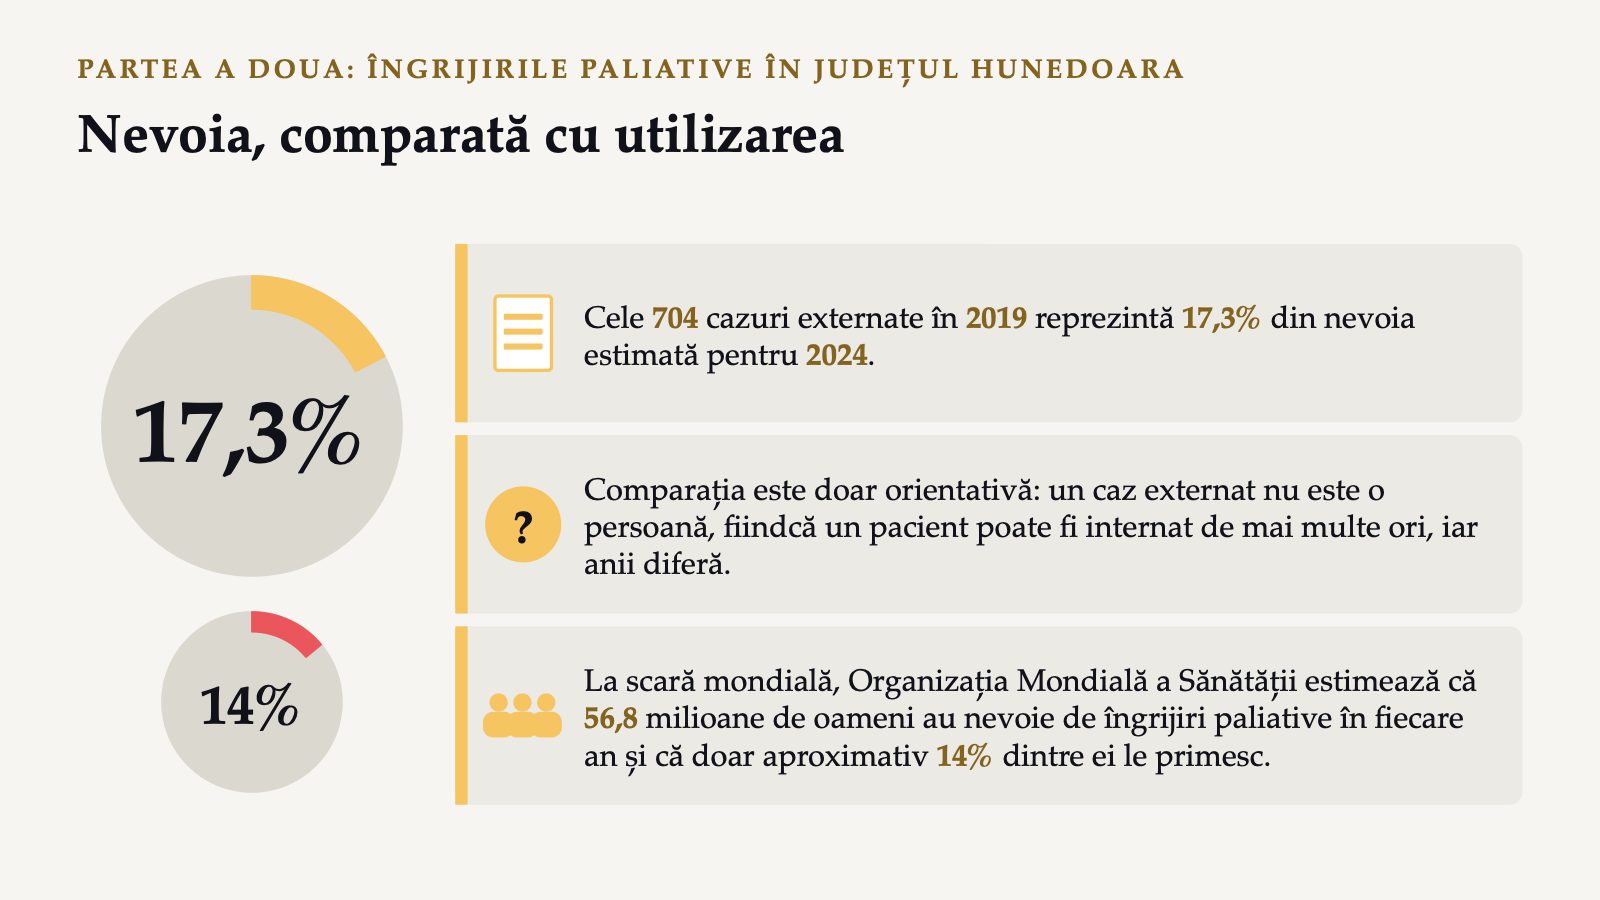 PARTEA A DOUA: ÎNGRIJIRILE PALIATIVE ÎN JUDEȚUL HUNEDOARA
Nevoia, comparată cu utilizarea
17,3%
14%
Cele 704 cazuri externate în 2019 reprezintă 17,3% din nevoia
estimată pentru 2024.
?
Comparația este doar orientativă: un caz externat nu este o
persoană, fiindcă un pacient poate fi internat de mai multe ori, iar
anii diferă.
La scară mondială, Organizația Mondială a Sănătății estimează că
56,8 milioane de oameni au nevoie de îngrijiri paliative în fiecare
an și că doar aproximativ 14% dintre ei le primesc.